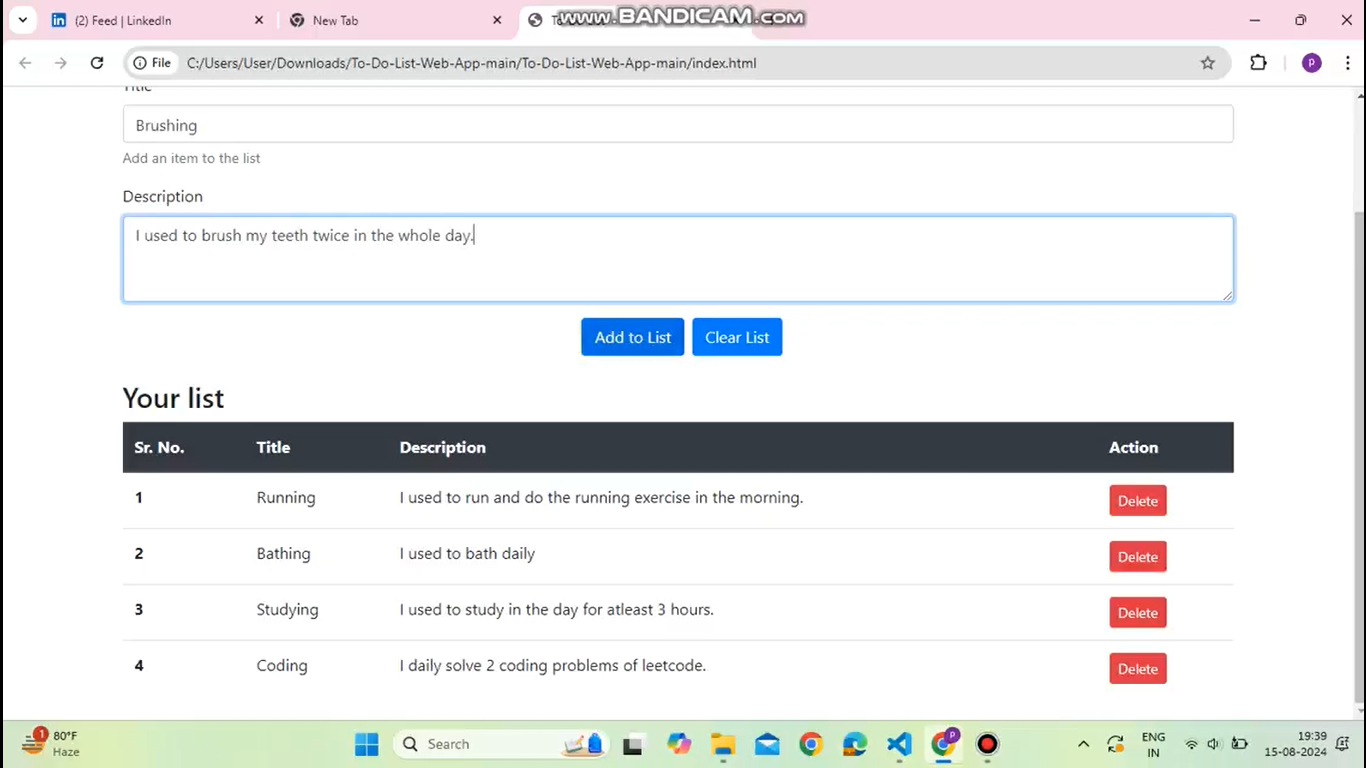 (2) Feed | LinkedIn
New Tab
www.BANDICAM.com
File
C:/Users/User/Downloads/To-Do-List-Web-App-main/To-Do-List-Web-App-main/index.html
P
Title
Brushing
Add an item to the list
Description
I used to brush my teeth twice in the whole day.
Add to List
Clear List
Your list
Sr. No. Title Description Action
1 Running I used to run and do the running exercise in the morning. Delete
2 Bathing I used to bath daily Delete
3 Studying I used to study in the day for atleast 3 hours. Delete
4 Coding I daily solve 2 coding problems of leetcode. Delete
1
80°F
Haze
Search
P
ENG
IN
19:39
15-08-2024